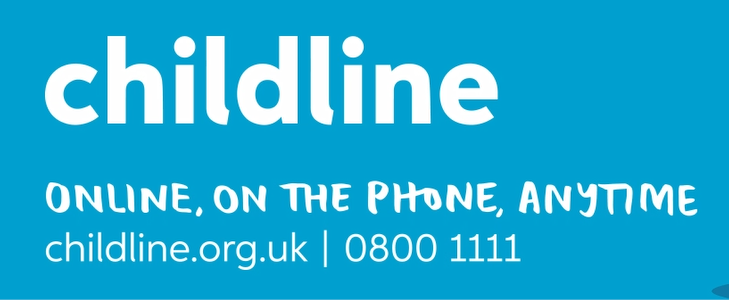 childline
ONLINE, ON THE PHONE, ANYTIME
childline.org.uk | 0800 1111